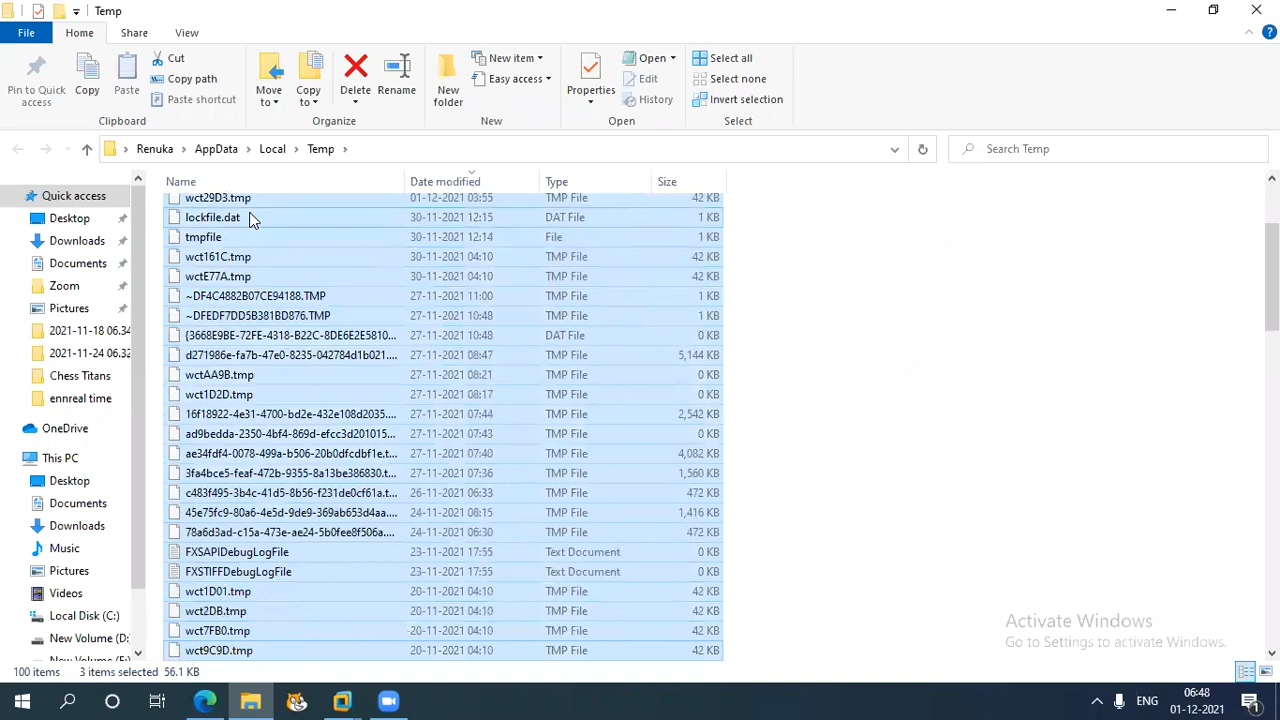 Temp
File Home Share View
Pin to Quick access
Copy
Paste
Cut
Copy path
Paste shortcut
Move to
Copy to
Delete
Rename
New folder
New item
Easy access
Properties
Open
Edit
History
Select all
Select none
Invert selection
Clipboard Organize New Open Select
Renuka > AppData > Local > Temp >
Search Temp
Name Date modified Type Size
Quick access
Desktop
Downloads
Documents
Zoom
Pictures
2021-11-18 06.34
2021-11-24 06.32
Chess Titans
ennreal time
OneDrive
This PC
Desktop
Documents
Downloads
Music
Pictures
Videos
Local Disk (C:)
New Volume (D:
wct29D3.tmp 01-12-2021 03:55 TMP File 42 KB
lockfile.dat 30-11-2021 12:15 DAT File 1 KB
tmpfile 30-11-2021 12:14 File 1 KB
wct161C.tmp 30-11-2021 04:10 TMP File 42 KB
wctE77A.tmp 30-11-2021 04:10 TMP File 42 KB
~DF4C4882B07CE94188.TMP 27-11-2021 11:00 TMP File 1 KB
~DFEDF7DD5B381BD876.TMP 27-11-2021 10:48 TMP File 1 KB
{3668E9BE-72FE-4318-B22C-8DE6E2E5810... 27-11-2021 10:48 DAT File 0 KB
d271986e-fa7b-47e0-8235-042784d1b021.... 27-11-2021 08:47 TMP File 5,144 KB
wctAA9B.tmp 27-11-2021 08:21 TMP File 0 KB
wct1D2D.tmp 27-11-2021 08:17 TMP File 0 KB
16f18922-4e31-4700-bd2e-432e108d2035.... 27-11-2021 07:44 TMP File 2,542 KB
ad9bedda-2350-4bf4-869d-efcc3d201015... 27-11-2021 07:43 TMP File 0 KB
ae34fdf4-0078-499a-b506-20b0dfcdbf1e.t... 27-11-2021 07:40 TMP File 4,082 KB
3fa4bce5-feaf-472b-9355-8a13be386830.t... 27-11-2021 07:36 TMP File 1,560 KB
c483f495-3b4c-41d5-8b56-f231de0cf61a.t... 26-11-2021 06:33 TMP File 472 KB
45e75fc9-80a6-4e5d-9de9-369ab653d4aa.... 24-11-2021 08:15 TMP File 1,416 KB
78a6d3ad-c15a-473e-ae24-5b0fee8f506a.... 24-11-2021 06:30 TMP File 472 KB
FXSAPIDebugLogFile 23-11-2021 17:55 Text Document 0 KB
FXSTIFFDebugLogFile 23-11-2021 17:55 Text Document 0 KB
wct1D01.tmp 20-11-2021 04:10 TMP File 42 KB
wct2DB.tmp 20-11-2021 04:10 TMP File 42 KB
wct7FB0.tmp 20-11-2021 04:10 TMP File 42 KB
wct9C9D.tmp 20-11-2021 04:10 TMP File 42 KB
Activate Windows
Go to Settings to activate Windows.
100 items 3 items selected 56.1 KB
ENG
06:48
01-12-2021
1